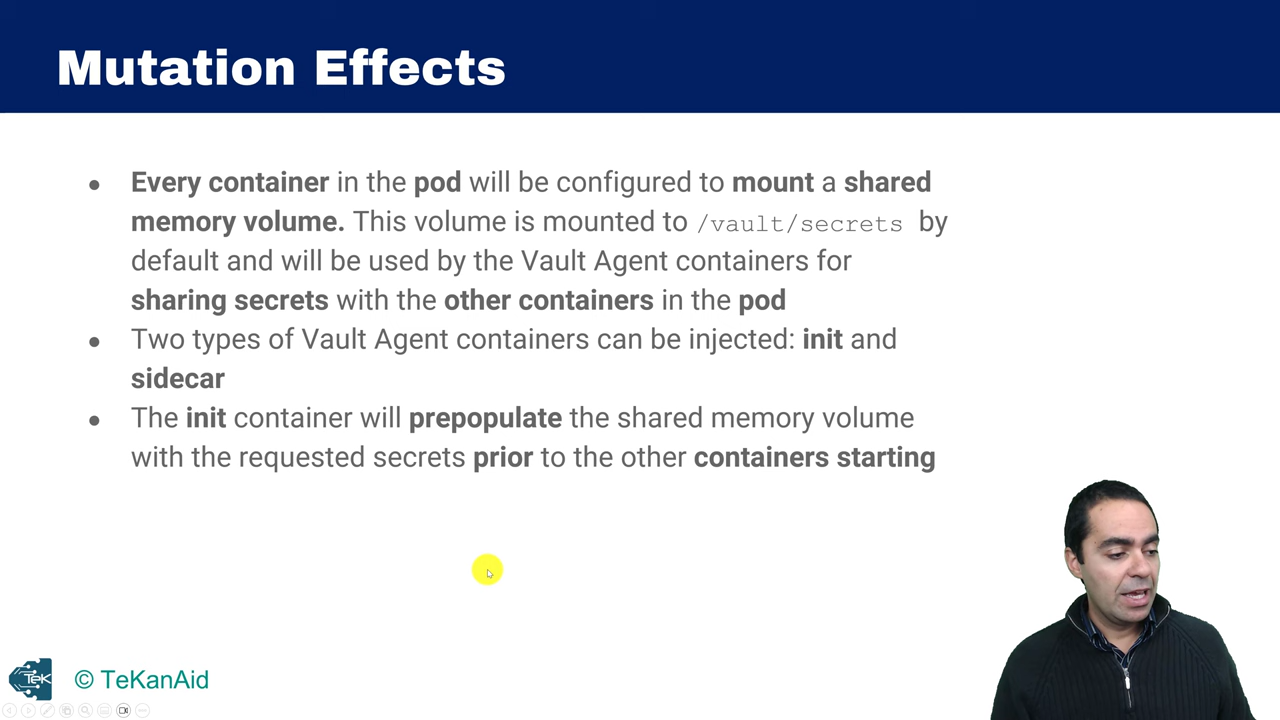 Mutation Effects
● Every container in the pod will be configured to mount a shared
memory volume. This volume is mounted to /vault/secrets by
default and will be used by the Vault Agent containers for
sharing secrets with the other containers in the pod
● Two types of Vault Agent containers can be injected: init and
sidecar
● The init container will prepopulate the shared memory volume
with the requested secrets prior to the other containers starting
TeK
© TeKanAid